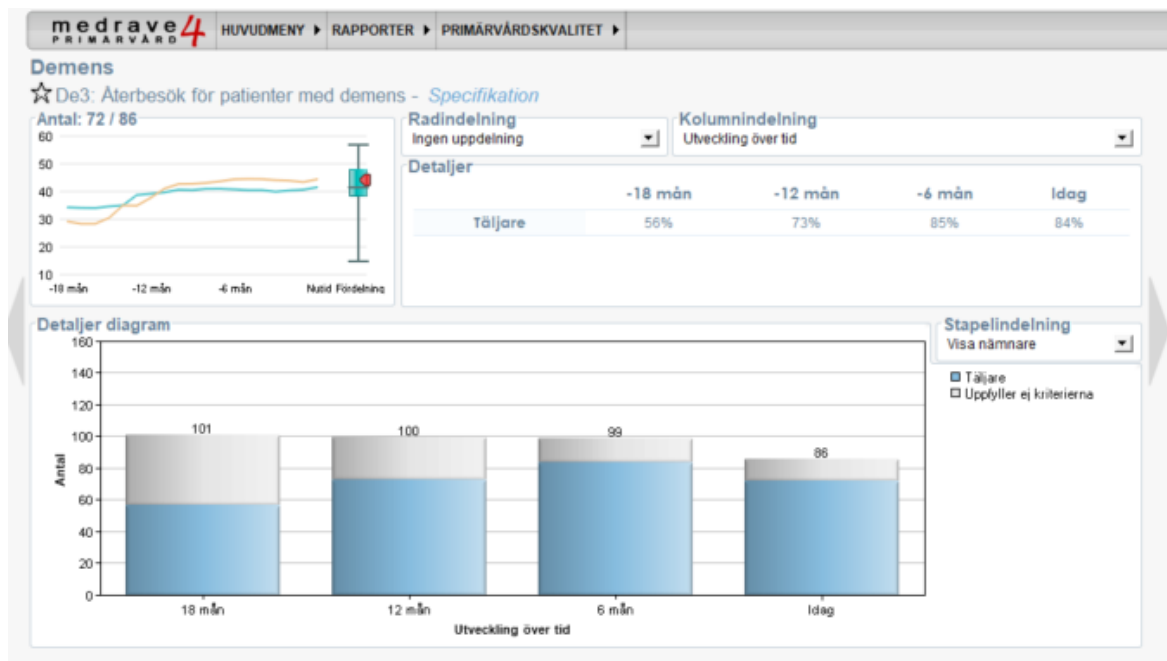 medrave4
PRIMÄRVÅRD
HUVUDMENY RAPPORTER PRIMÄRVÅRDSKVALITET
Demens
De3: Återbesök för patienter med demens - Specifikation
Antal: 72 / 86
60
50
40
30
20
10
-18 mån -12 mån -6 mån Nutid Fördelning
Radindelning
Ingen uppdelning
Kolumnindelning
Utveckling över tid
Detaljer
-18 mån -12 mån -6 mån Idag
Täljare 56% 73% 85% 84%
Detaljer diagram
160
140
120
100
80
60
40
20
0
Antal
101 100 99 86
18 mån 12 mån 6 mån Idag
Utveckling över tid
Stapelindelning
Visa nämnare
Täljare
Uppfyller ej kriterierna